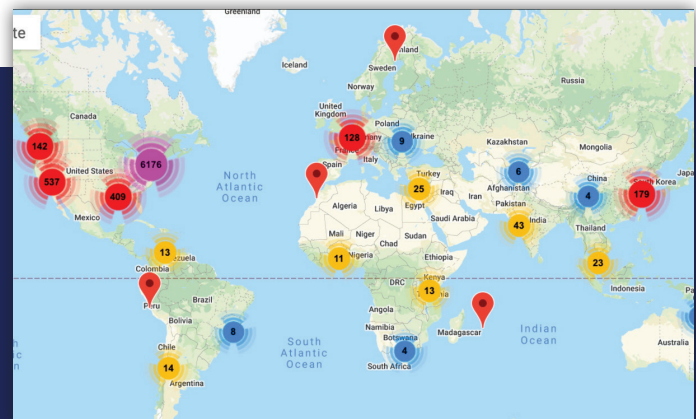 Greenland
te
Iceland
Sweden
Norway
Russia
United
Kingdom
Canada
Poland
142
128
9
Kazakhstan
Mongolia
France
6176
Spain
Italy
North
Atlantic
Ocean
United States
537
409
Turkey
25
6
Afghanistan
China
4
South Korea
179
Iraq
Iran
Pakistan
43
India
Algeria
Libya
Egypt
Saudi Arabia
Mexico
Mali
Niger
Chad
Sudan
Thailand
13
11
Nigeria
Ethiopia
23
Colombia
DRC
Kenya
13
Indonesia
Peru
Brazil
Angola
Bolivia
8
Namibia
Botswana
Madagascar
Indian
Ocean
Australia
South
Atlantic
Ocean
Chile
14
4
South Africa
Argentina